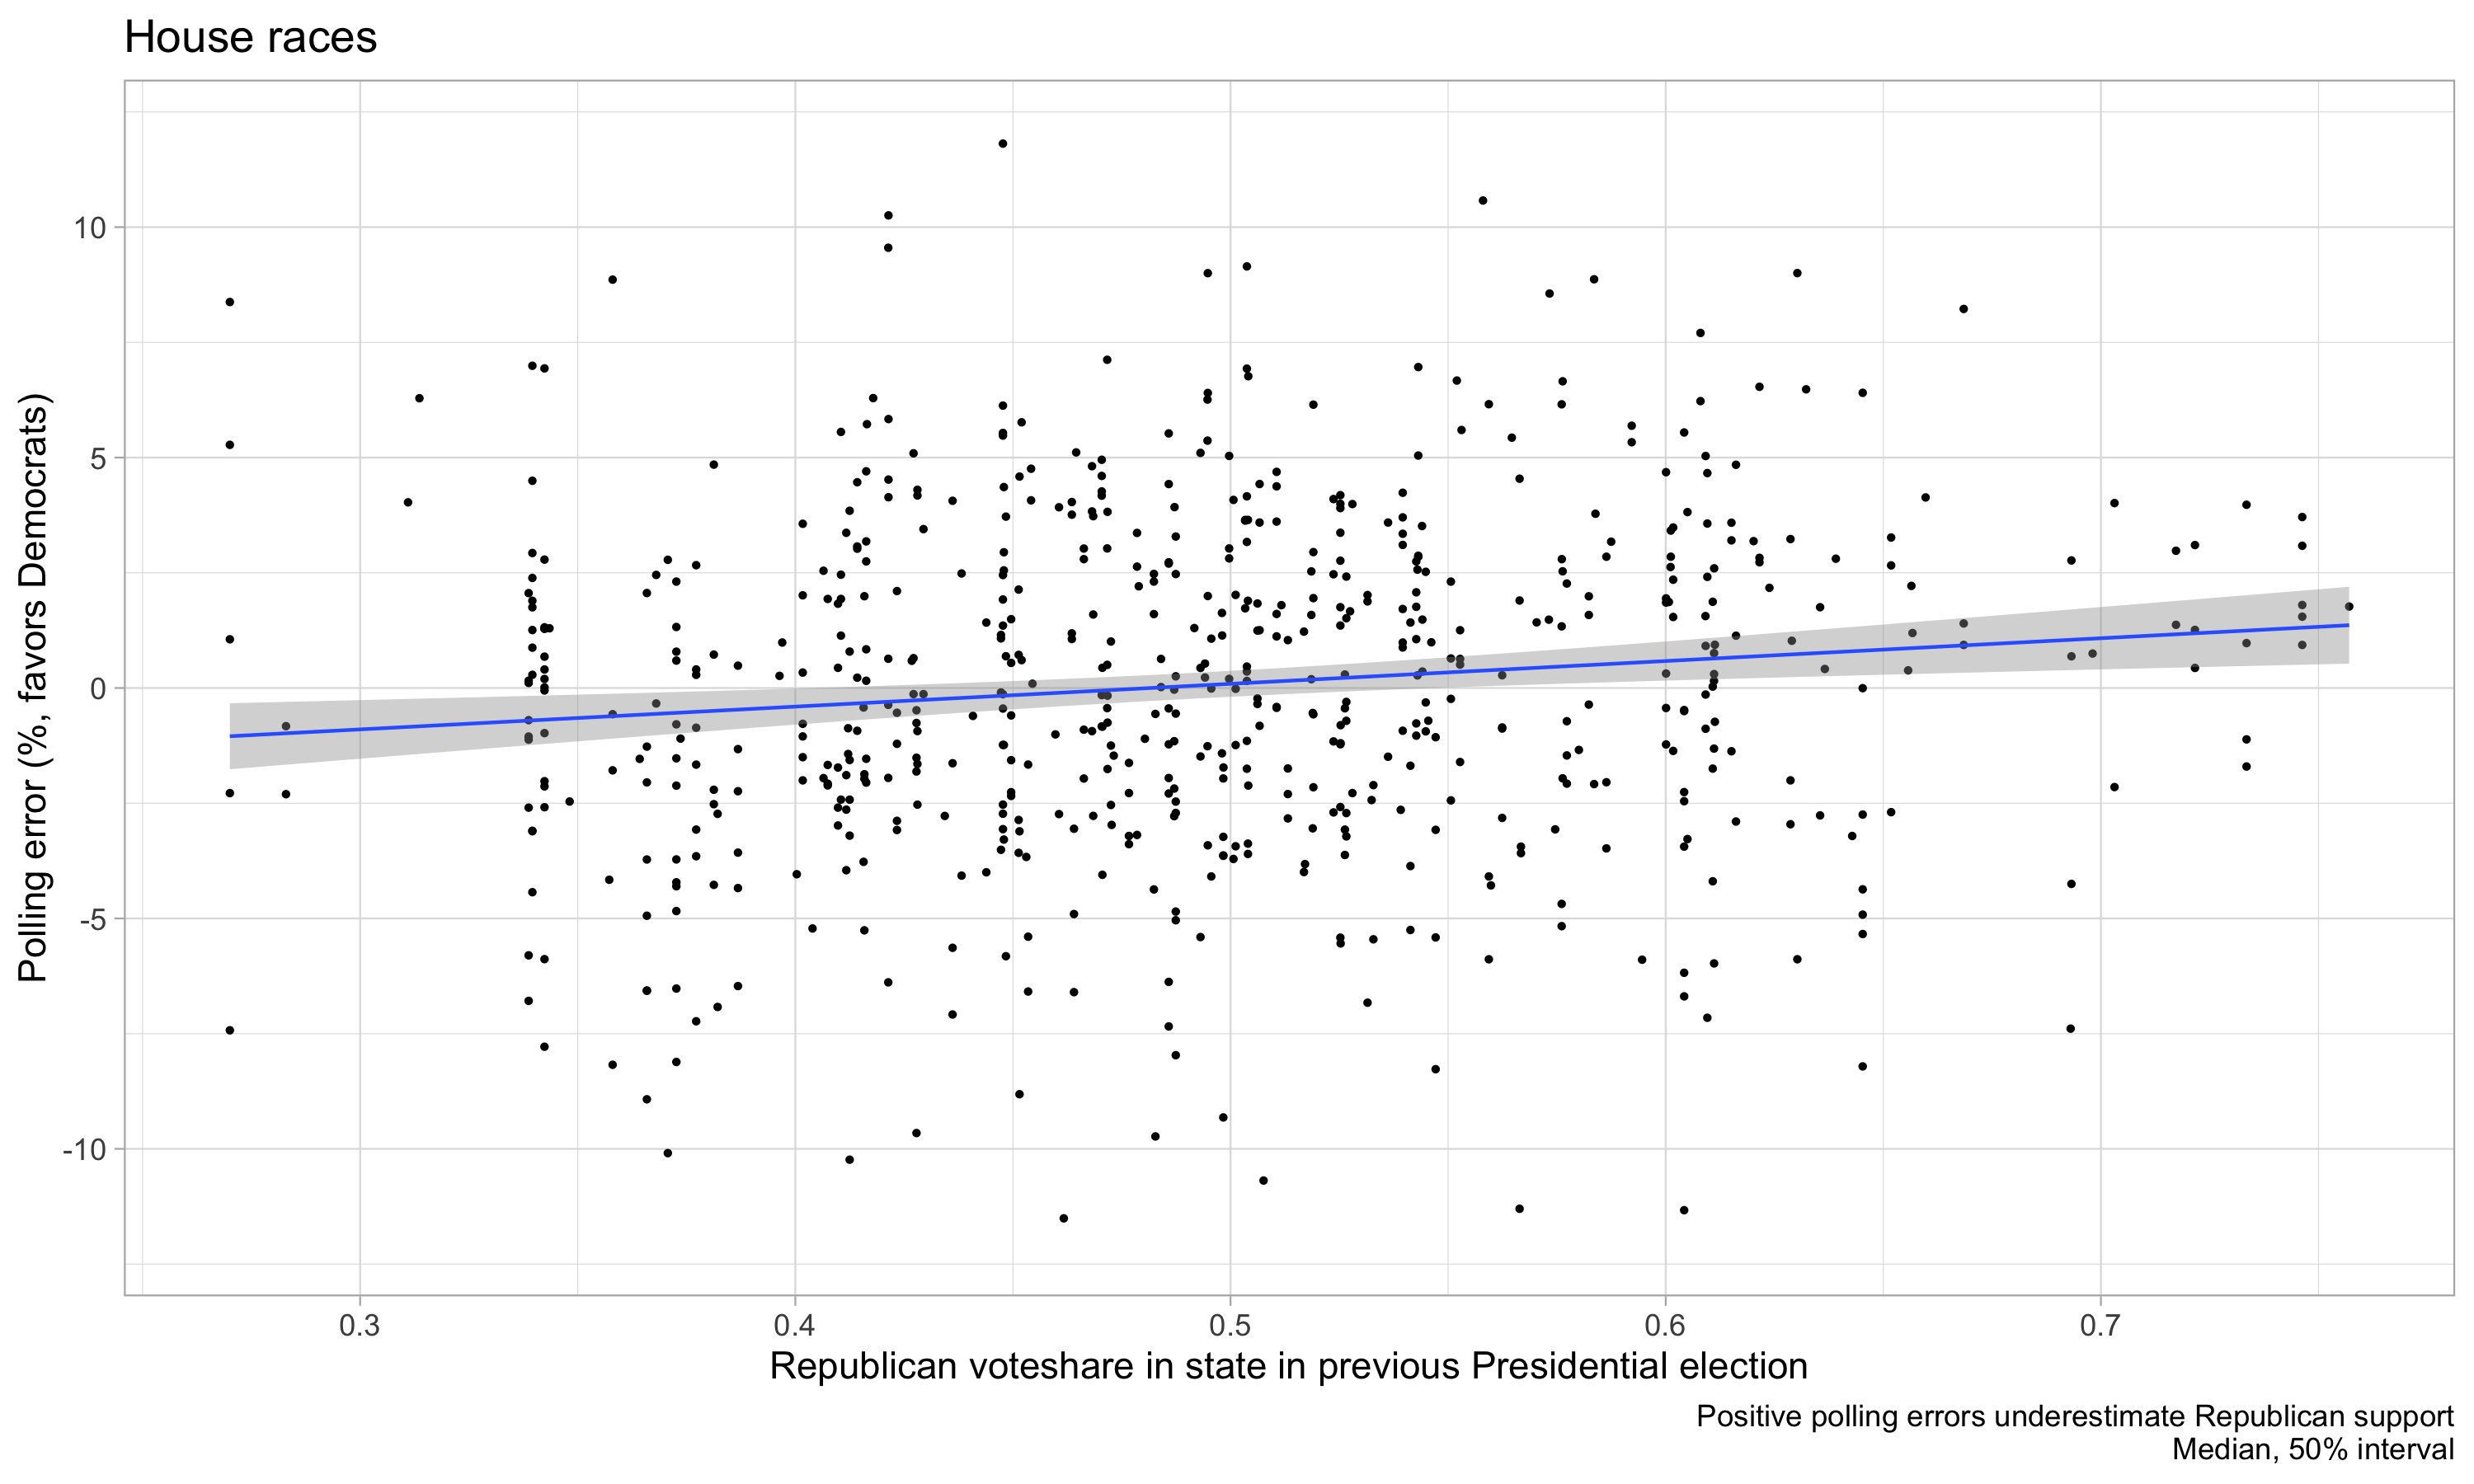 House races
Polling error (%, favors Democrats)
10
5
0
-5
-10
0.3
0.4
0.5
0.6
0.7
Republican voteshare in state in previous Presidential election
Positive polling errors underestimate Republican support
Median, 50% interval